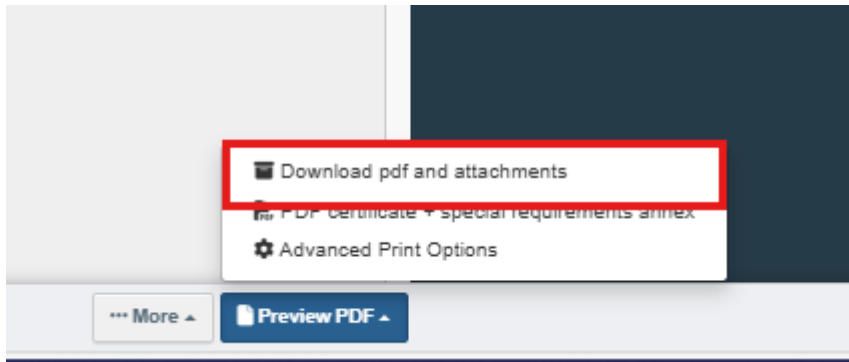 Download pdf and attachments
PDF certificate + special requirements annex
Advanced Print Options
More
Preview PDF